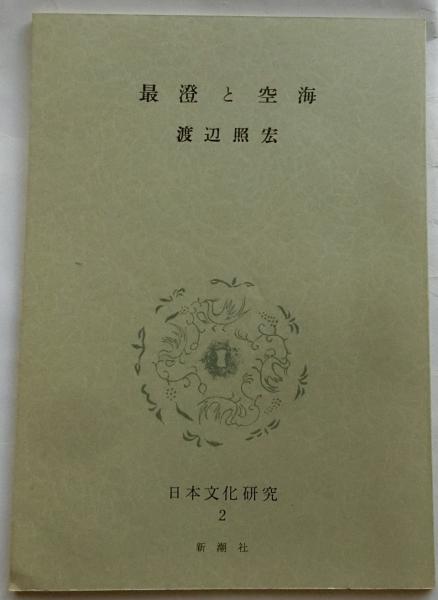 最澄と空海
渡辺照宏
日本文化研究
2
新潮社